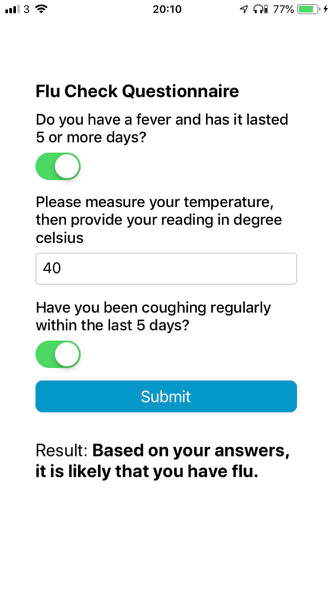 3 20:10 77%
Flu Check Questionnaire
Do you have a fever and has it lasted
5 or more days?
Please measure your temperature,
then provide your reading in degree
celsius
40
Have you been coughing regularly
within the last 5 days?
Submit
Result: Based on your answers,
it is likely that you have flu.